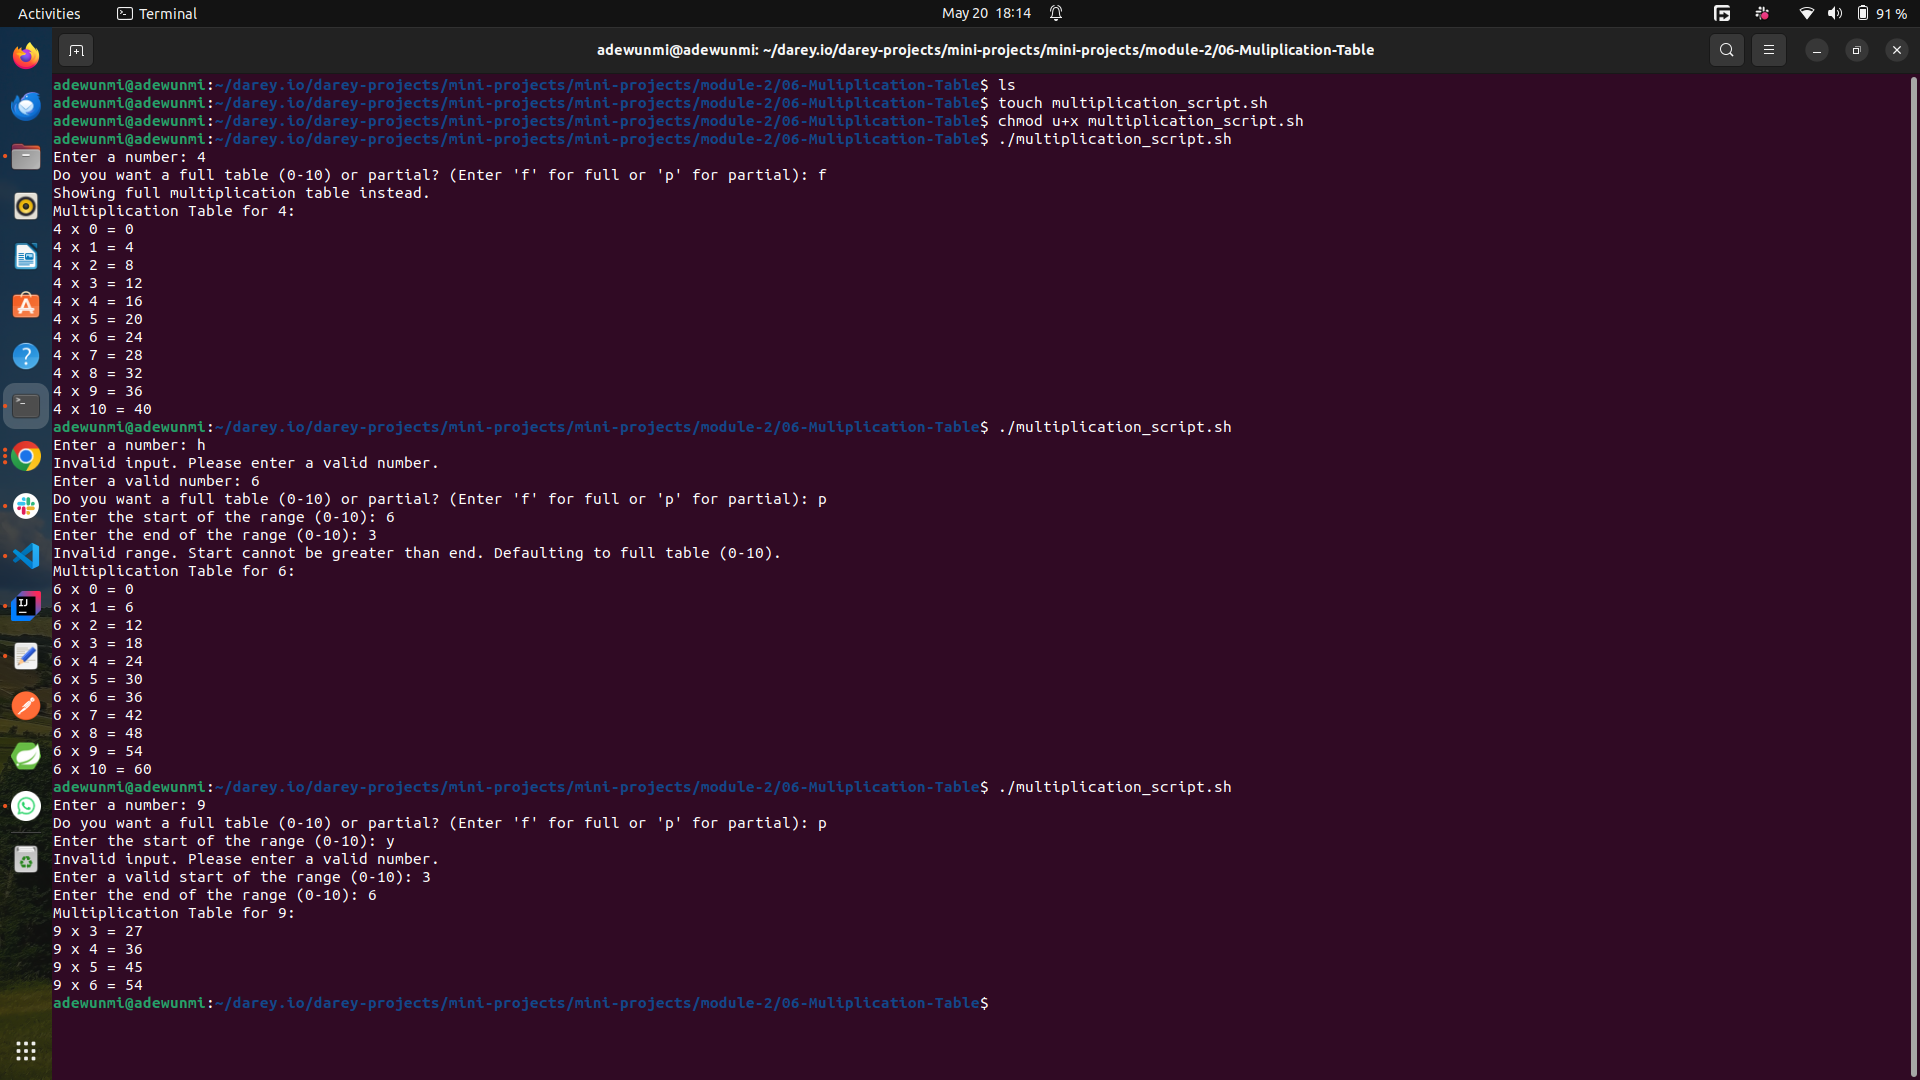 Activities
Terminal
May 20 18:14
91 %
adewunmi@adewunmi: ~/darey.io/darey-projects/mini-projects/mini-projects/module-2/06-Muliplication-Table
adewunmi@adewunmi:~/darey.io/darey-projects/mini-projects/mini-projects/module-2/06-Muliplication-Table$ ls
adewunmi@adewunmi:~/darey.io/darey-projects/mini-projects/mini-projects/module-2/06-Muliplication-Table$ touch multiplication_script.sh
adewunmi@adewunmi:~/darey.io/darey-projects/mini-projects/mini-projects/module-2/06-Muliplication-Table$ chmod u+x multiplication_script.sh
adewunmi@adewunmi:~/darey.io/darey-projects/mini-projects/mini-projects/module-2/06-Muliplication-Table$ ./multiplication_script.sh
Enter a number: 4
Do you want a full table (0-10) or partial? (Enter 'f' for full or 'p' for partial): f
Showing full multiplication table instead.
Multiplication Table for 4:
4 x 0 = 0
4 x 1 = 4
4 x 2 = 8
4 x 3 = 12
4 x 4 = 16
4 x 5 = 20
4 x 6 = 24
4 x 7 = 28
4 x 8 = 32
4 x 9 = 36
4 x 10 = 40
adewunmi@adewunmi:~/darey.io/darey-projects/mini-projects/mini-projects/module-2/06-Muliplication-Table$ ./multiplication_script.sh
Enter a number: h
Invalid input. Please enter a valid number.
Enter a valid number: 6
Do you want a full table (0-10) or partial? (Enter 'f' for full or 'p' for partial): p
Enter the start of the range (0-10): 6
Enter the end of the range (0-10): 3
Invalid range. Start cannot be greater than end. Defaulting to full table (0-10).
Multiplication Table for 6:
6 x 0 = 0
6 x 1 = 6
6 x 2 = 12
6 x 3 = 18
6 x 4 = 24
6 x 5 = 30
6 x 6 = 36
6 x 7 = 42
6 x 8 = 48
6 x 9 = 54
6 x 10 = 60
adewunmi@adewunmi:~/darey.io/darey-projects/mini-projects/mini-projects/module-2/06-Muliplication-Table$ ./multiplication_script.sh
Enter a number: 9
Do you want a full table (0-10) or partial? (Enter 'f' for full or 'p' for partial): p
Enter the start of the range (0-10): y
Invalid input. Please enter a valid number.
Enter a valid start of the range (0-10): 3
Enter the end of the range (0-10): 6
Multiplication Table for 9:
9 x 3 = 27
9 x 4 = 36
9 x 5 = 45
9 x 6 = 54
adewunmi@adewunmi:~/darey.io/darey-projects/mini-projects/mini-projects/module-2/06-Muliplication-Table$